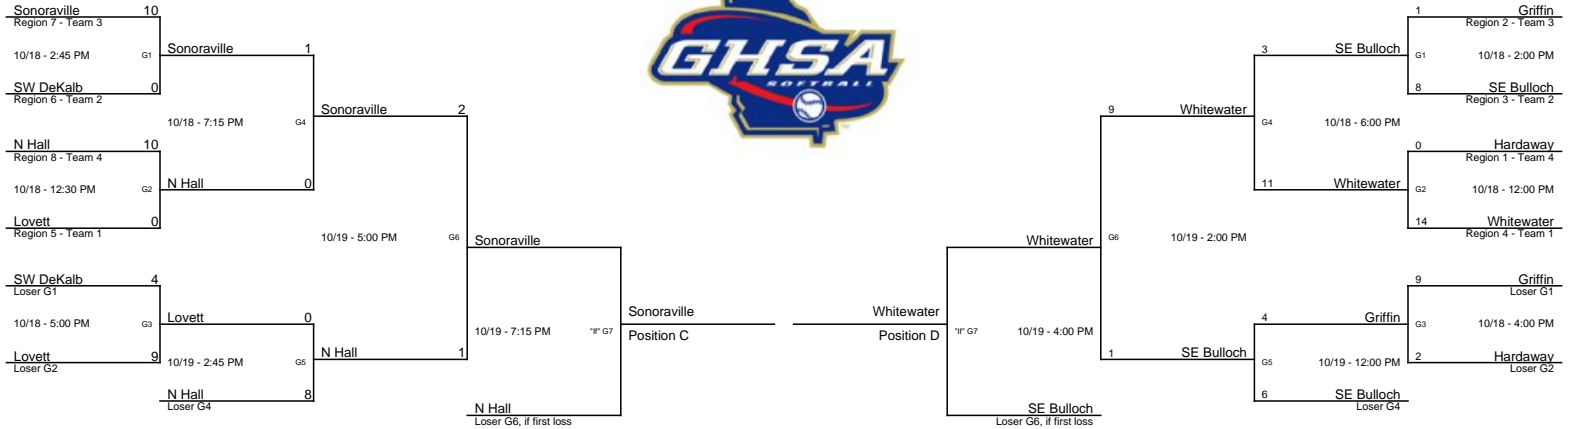 Sonoraville 10
Region 7 - Team 3
10/18 - 2:45 PM G1
SW DeKalb 0
Region 6 - Team 2
Sonoraville 1
10/18 - 7:15 PM G4
N Hall 10
Region 8 - Team 4
10/18 - 12:30 PM G2
Lovett 0
Region 5 - Team 1
N Hall 0
Sonoraville 2
10/19 - 5:00 PM G6
SW DeKalb 4
Loser G1
10/18 - 5:00 PM G3
Lovett 9
Loser G2
Lovett 0
10/19 - 2:45 PM G5
N Hall 8
Loser G4
N Hall 1
Sonoraville
10/19 - 7:15 PM "If" G7
N Hall
Loser G6, if first loss
Sonoraville
Position C
GHSA
SOFTBALL
TM
Whitewater
Position D
Whitewater
"If" G7 10/19 - 4:00 PM
SE Bulloch
Loser G6, if first loss
9 Whitewater
G6 10/19 - 2:00 PM
1 SE Bulloch
3 SE Bulloch
G4 10/18 - 6:00 PM
11 Whitewater
1 Griffin
Region 2 - Team 3
G1 10/18 - 2:00 PM
8 SE Bulloch
Region 3 - Team 2
0 Hardaway
Region 1 - Team 4
G2 10/18 - 12:00 PM
14 Whitewater
Region 4 - Team 1
4 Griffin
G5 10/19 - 12:00 PM
6 SE Bulloch
Loser G4
9 Griffin
Loser G1
G3 10/18 - 4:00 PM
2 Hardaway
Loser G2